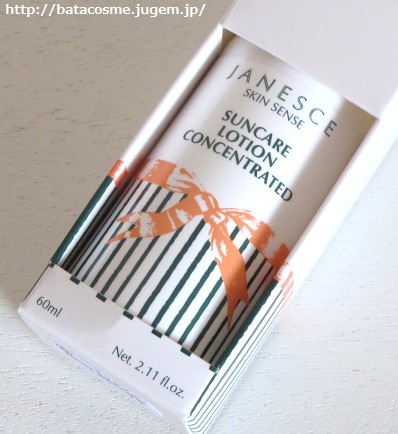 http://batacosme.jugem.jp/
JANESCE
SKIN SENSE
SUNCARE
LOTION
CONCENTRATED
60ml
Net. 2.11 fl.oz.